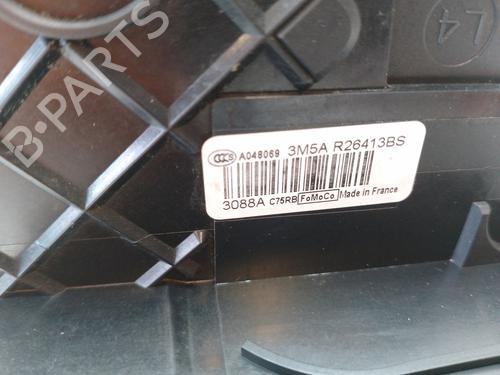 L4
CCC S A048069 3M5A R26413BS
3088A C75RB FoMoCo Made in France
B-PARTS